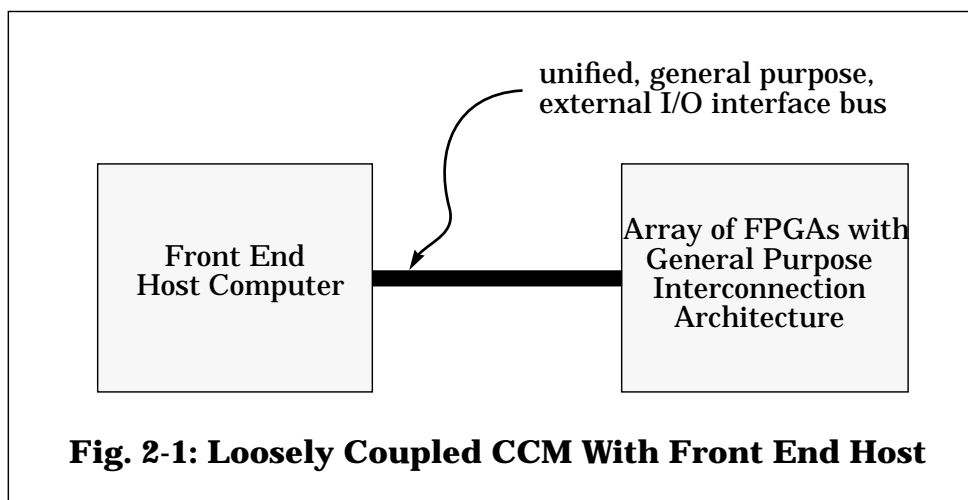 unified, general purpose,
external I/O interface bus
Front End
Host Computer
Array of FPGAs with
General Purpose
Interconnection
Architecture
Fig. 2-1: Loosely Coupled CCM With Front End Host